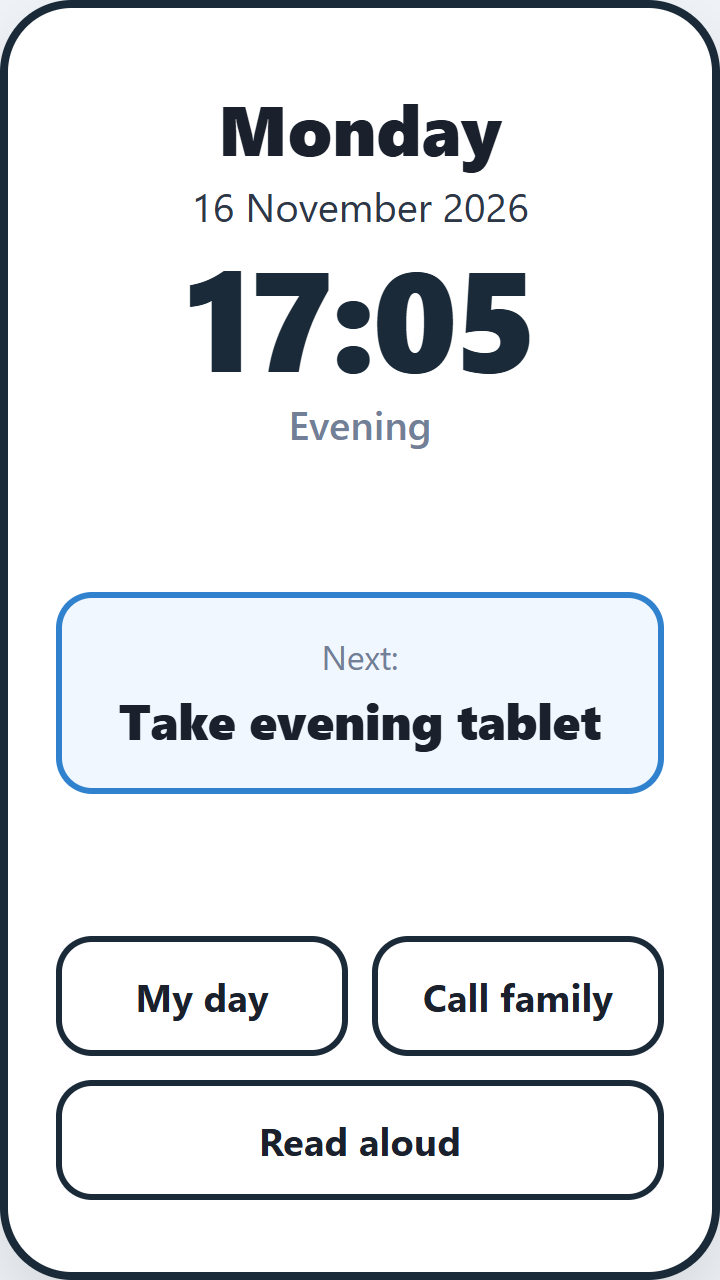 Monday
16 November 2026
17:05
Evening
Next:
Take evening tablet
My day
Call family
Read aloud